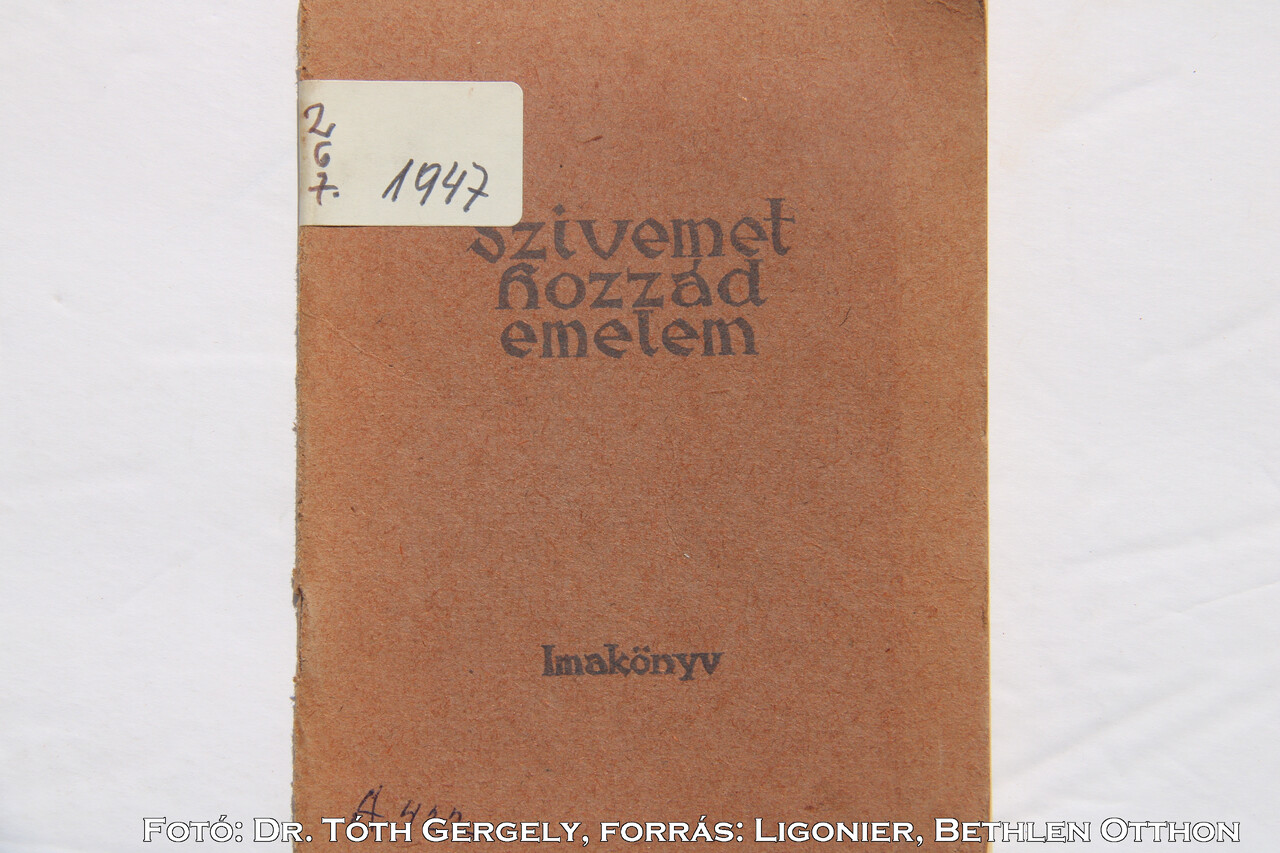 2
6
7. 1947
Szivemet
hozzád
emelem
Imakönyv
Fotó: Dr. Tóth Gergely, forrás: Ligonier, Bethlen Otthon